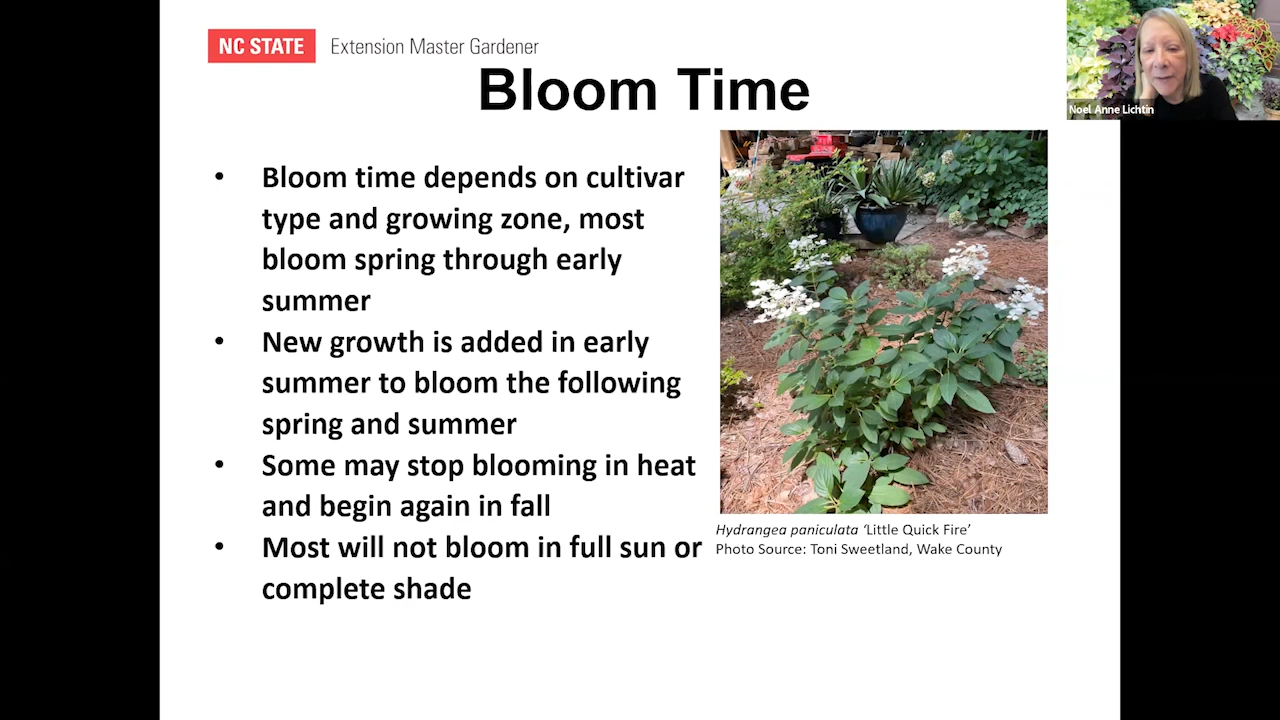 NC STATE Extension Master Gardener
Bloom Time
• Bloom time depends on cultivar
type and growing zone, most
bloom spring through early
summer
• New growth is added in early
summer to bloom the following
spring and summer
• Some may stop blooming in heat
and begin again in fall
• Most will not bloom in full sun or
complete shade
Hydrangea paniculata ‘Little Quick Fire’
Photo Source: Toni Sweetland, Wake County
Noel Anne Lichtin